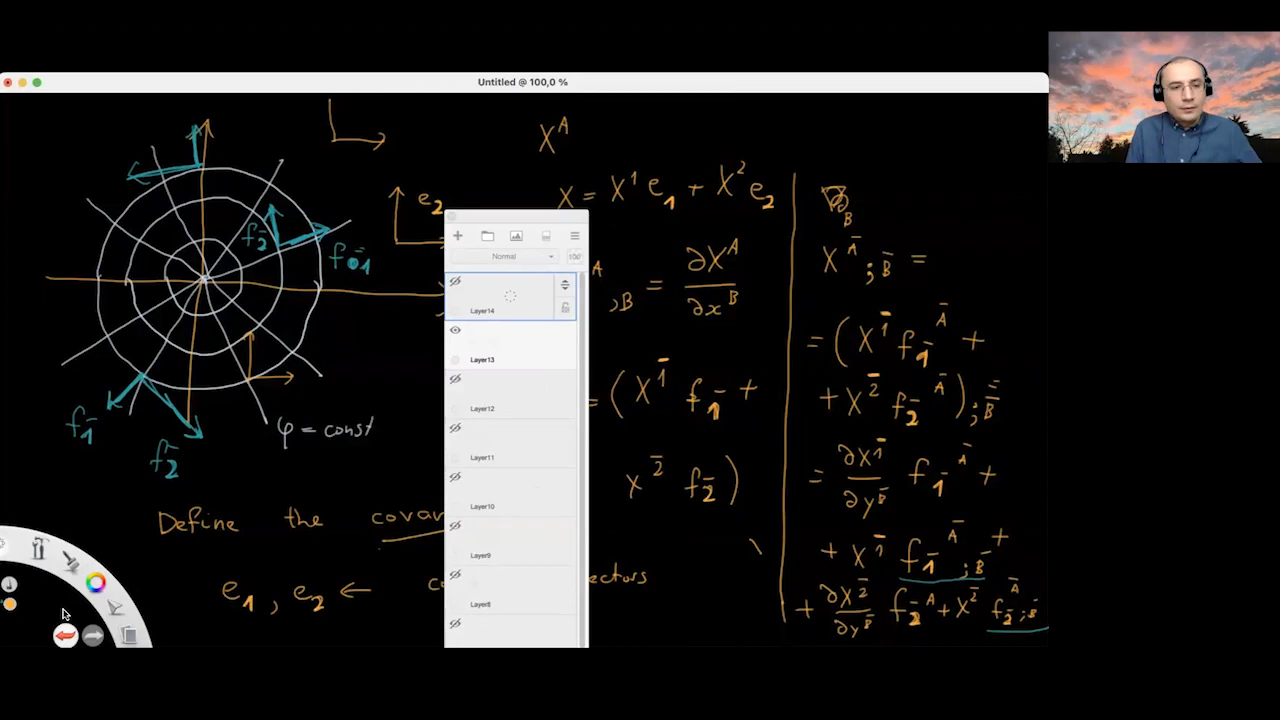 Untitled @ 100,0 %
X^A
e_2
X = X^1 e_1 + X^2 e_2
f_2̄
f_1̄
Normal
100
Layer14
Layer13
Layer12
Layer11
Layer10
Layer9
Layer8
,B = ∂X^A / ∂x^B
= ( X^1̄ f_1̄ +
X^2̄ f_2̄ )
f_1̄
f_2̄
φ = const
Define the covar
e_1 , e_2 ← co
ectors
B
X^Ā ;B̄ =
= ( X^1̄ f_1̄^Ā +
+ X^2̄ f_2̄^Ā ) ;B̄
= ∂X^1̄ / ∂y^B̄ f_1̄^Ā +
+ X^1̄ f_1̄^Ā ;B̄ +
+ ∂X^2̄ / ∂y^B̄ f_2̄^Ā + X^2̄ f_2̄^Ā ;B̄